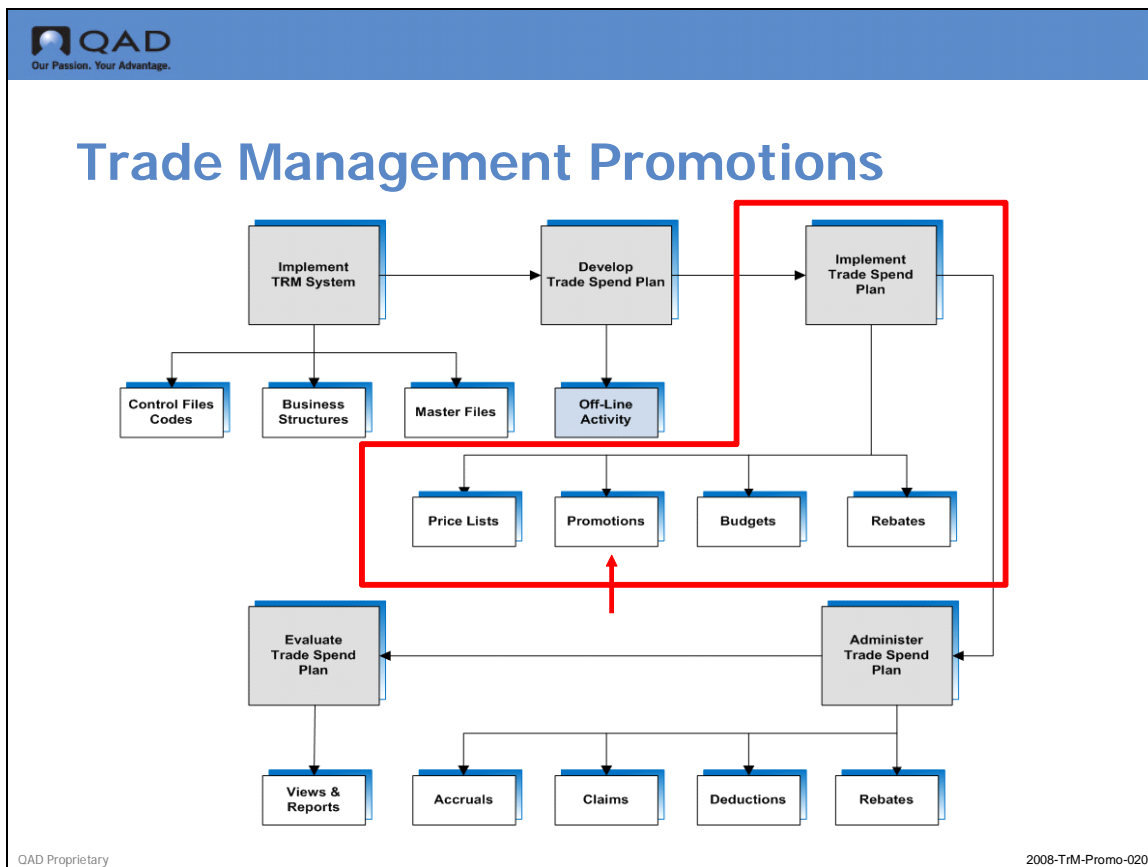 QAD
Our Passion. Your Advantage.
Trade Management Promotions
Implement
TRM System
Develop
Trade Spend Plan
Implement
Trade Spend
Plan
Control Files
Codes
Business
Structures
Master Files
Off-Line
Activity
Price Lists
Promotions
Budgets
Rebates
Evaluate
Trade Spend
Plan
Administer
Trade Spend
Plan
Views &
Reports
Accruals
Claims
Deductions
Rebates
QAD Proprietary
2008-TrM-Promo-020